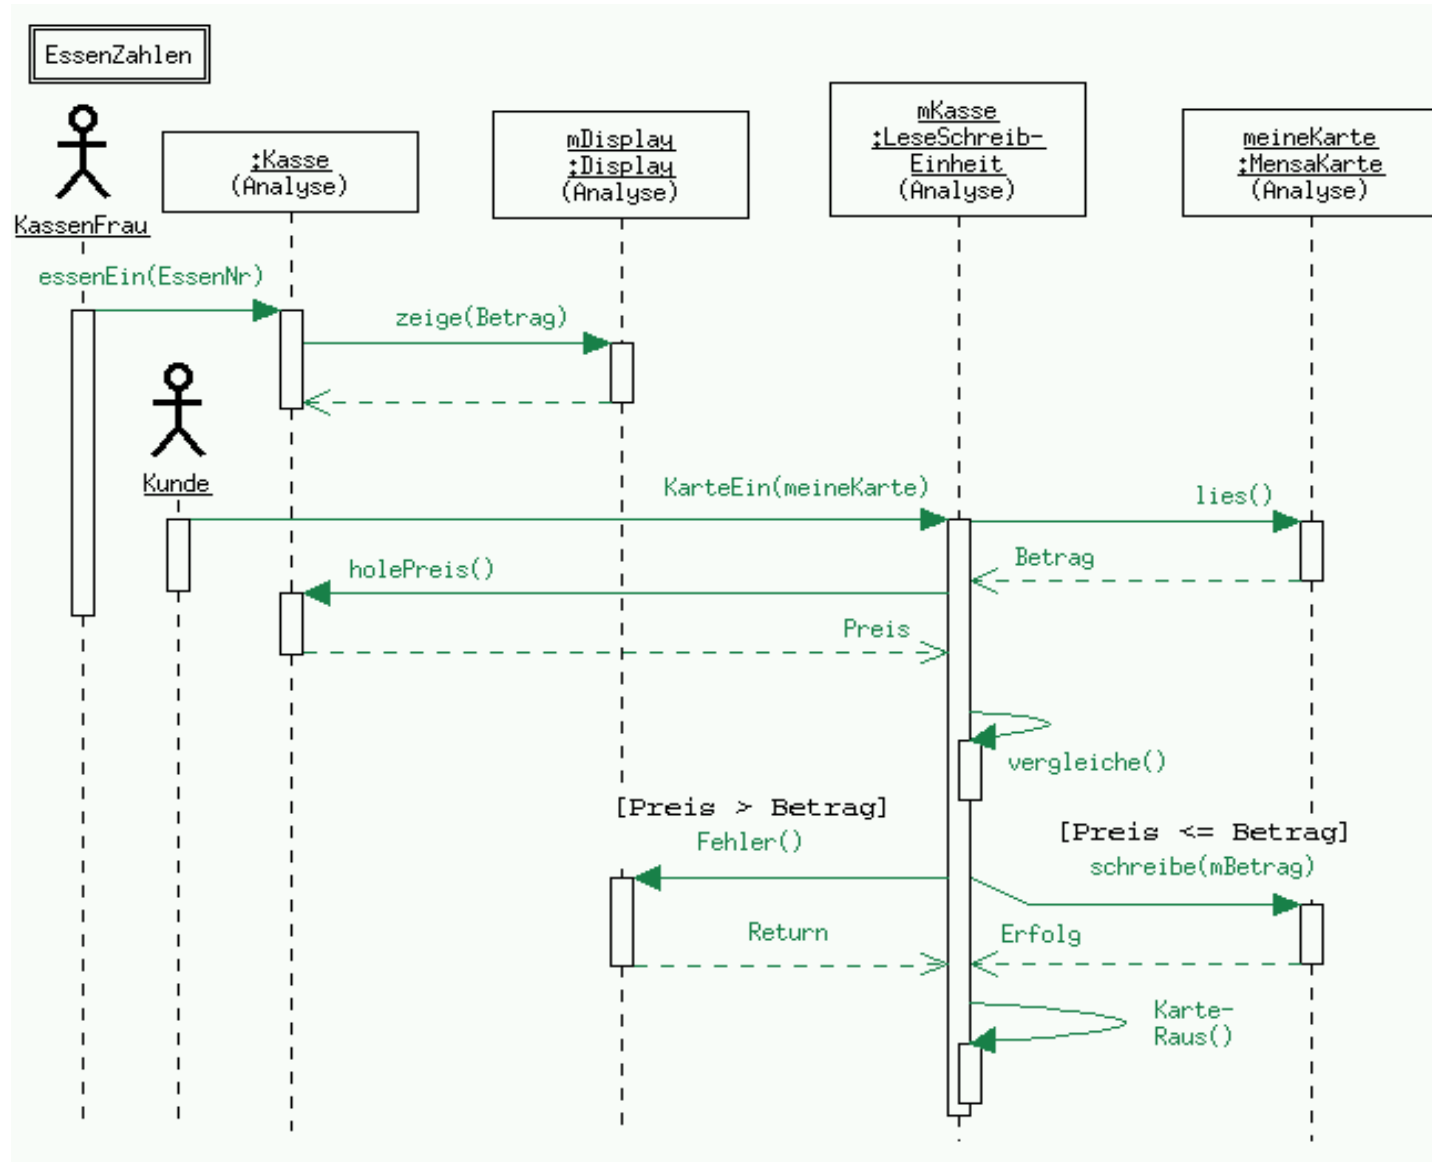 EssenZahlen
KassenFrau
:Kasse
(Analyse)
mDisplay
:Display
(Analyse)
mKasse
:LeseSchreib-
Einheit
(Analyse)
meineKarte
:MensaKarte
(Analyse)
essenEin(EssenNr)
zeige(Betrag)
Kunde
KarteEin(meineKarte)
lies()
Betrag
holePreis()
Preis
vergleiche()
[Preis > Betrag]
Fehler()
[Preis <= Betrag]
schreibe(mBetrag)
Return
Erfolg
Karte-
Raus()